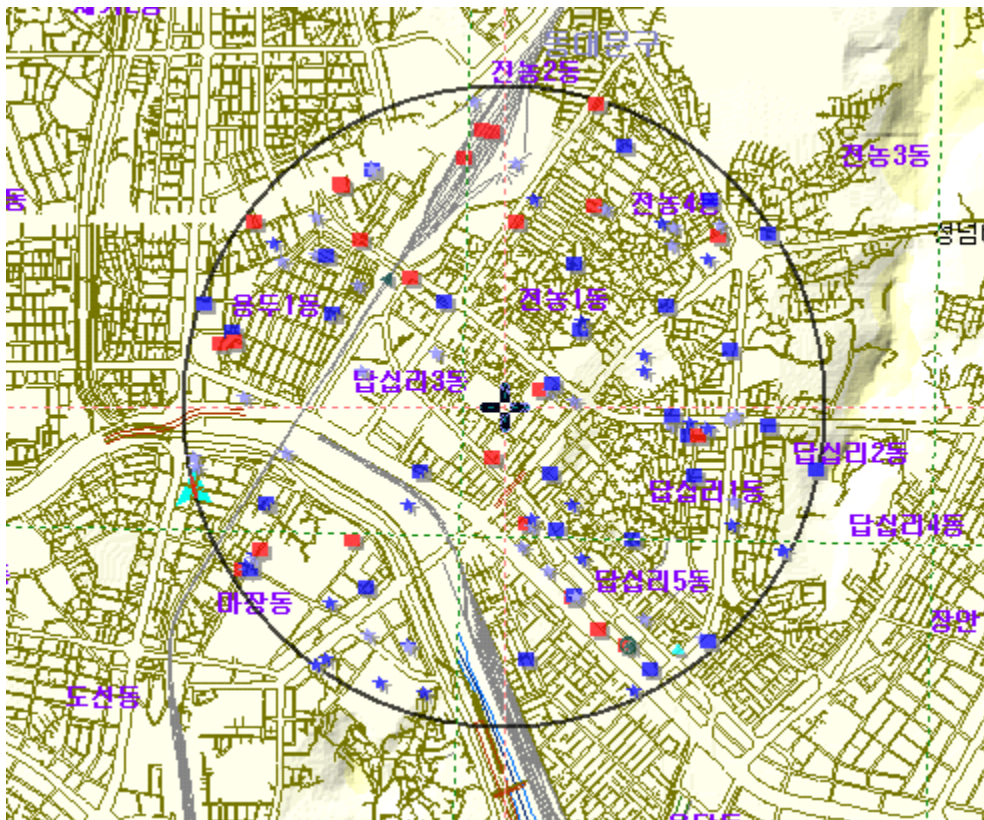 동대문구
전농2동
전농3동
동
전농4동
용두1동
전농1동
답십리3동
답십리2동
답십리1동
답십리4동
답십리5동
마장동
장안
도선동